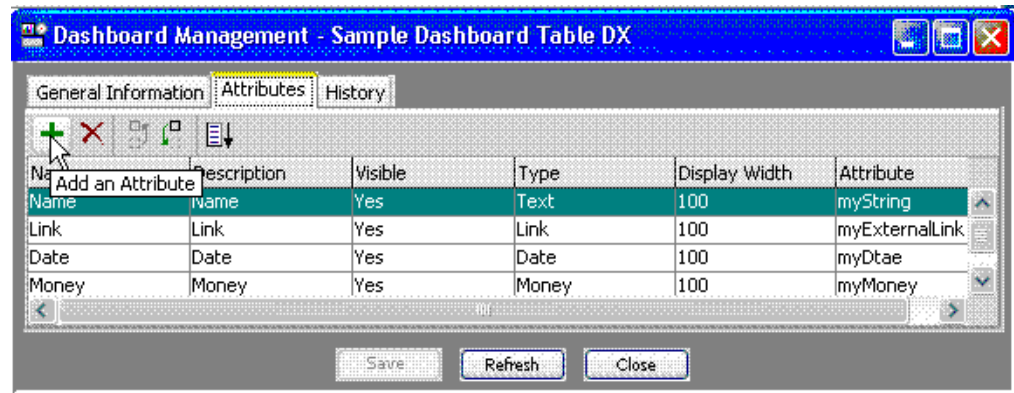 Dashboard Management - Sample Dashboard Table DX
General Information Attributes History
Na Description Visible Type Display Width Attribute
Add an Attribute
Name Name Yes Text 100 myString
Link Link Yes Link 100 myExternalLink
Date Date Yes Date 100 myDtae
Money Money Yes Money 100 myMoney
Save Refresh Close